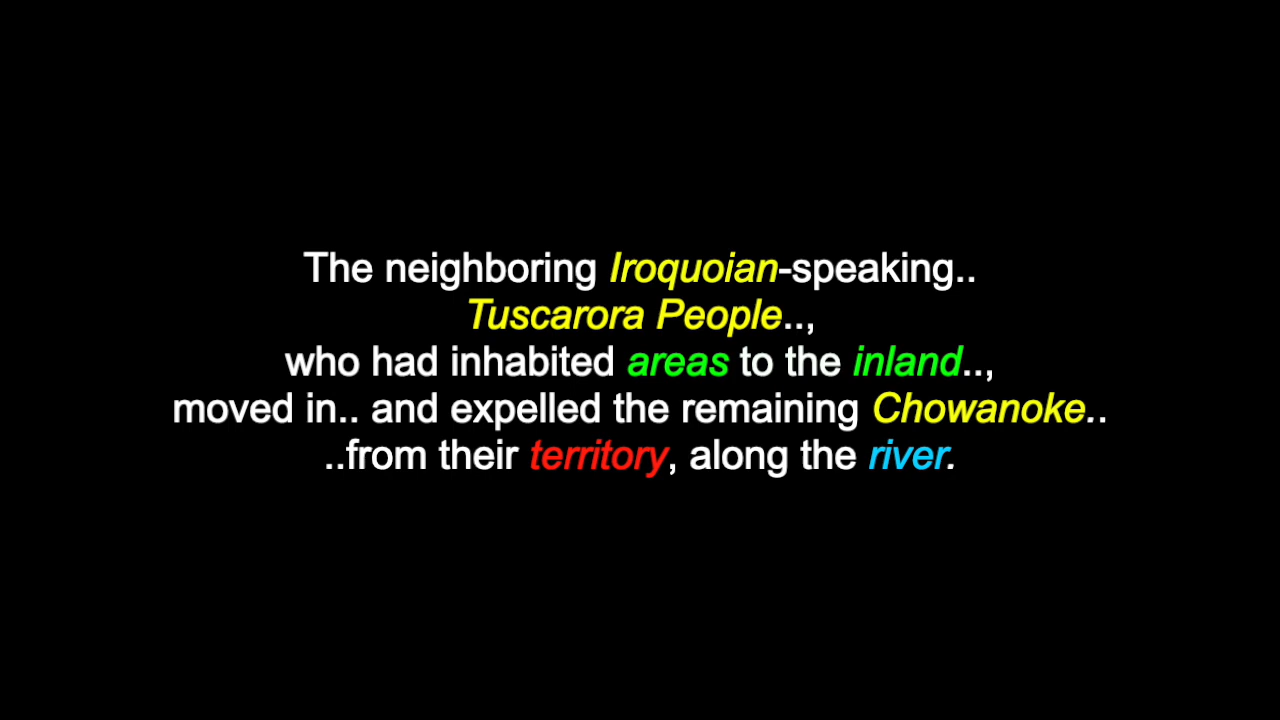 The neighboring Iroquoian-speaking..
Tuscarora People..,
who had inhabited areas to the inland..,
moved in.. and expelled the remaining Chowanoke..
..from their territory, along the river.